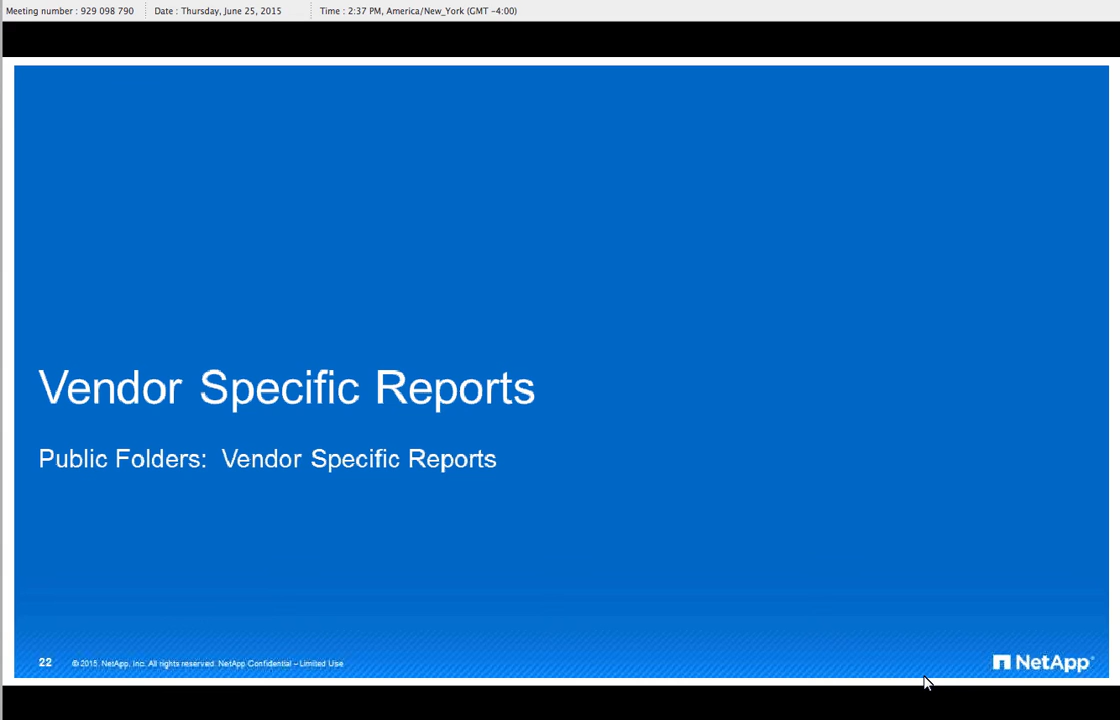 Meeting number : 929 098 790 Date : Thursday, June 25, 2015 Time : 2:37 PM, America/New_York (GMT -4:00)
Vendor Specific Reports
Public Folders: Vendor Specific Reports
22 © 2015 NetApp, Inc. All rights reserved. NetApp Confidential – Limited Use
NetApp®